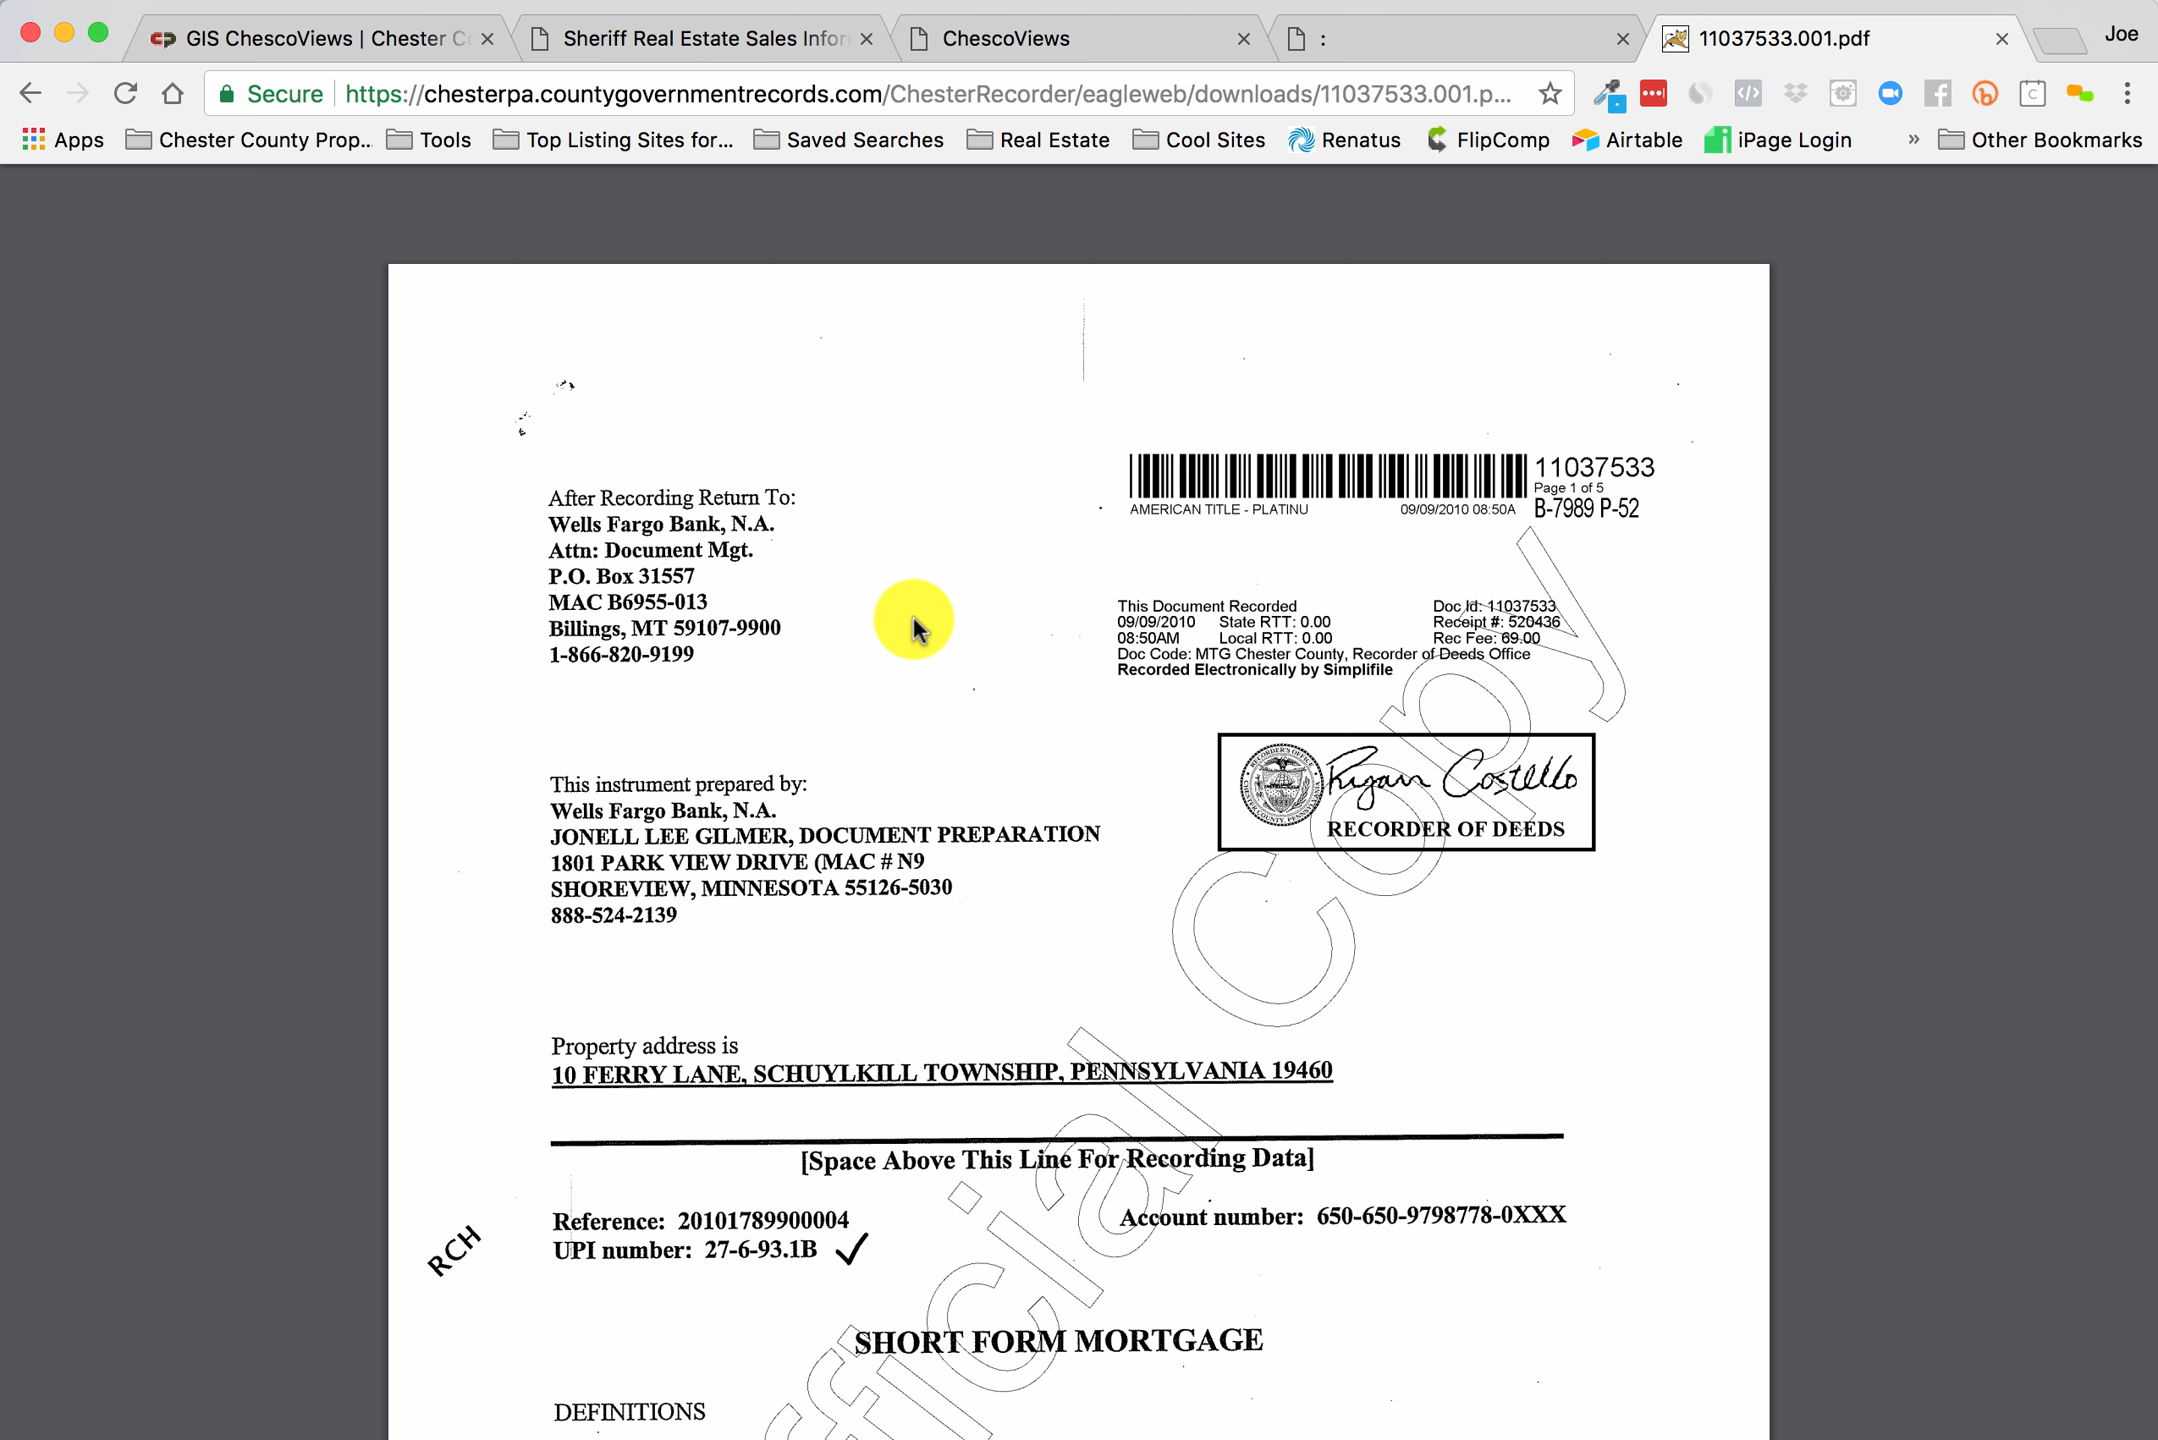 GIS ChescoViews | Chester Co
Sheriff Real Estate Sales Infor
ChescoViews
:
11037533.001.pdf
Joe
Secure
https://chesterpa.countygovernmentrecords.com/ChesterRecorder/eagleweb/downloads/11037533.001.p...
Apps
Chester County Prop...
Tools
Top Listing Sites for...
Saved Searches
Real Estate
Cool Sites
Renatus
FlipComp
Airtable
iPage Login
»
Other Bookmarks
11037533
Page 1 of 5
B-7989 P-52
AMERICAN TITLE - PLATINU 09/09/2010 08:50A
After Recording Return To:
Wells Fargo Bank, N.A.
Attn: Document Mgt.
P.O. Box 31557
MAC B6955-013
Billings, MT 59107-9900
1-866-820-9199
This Document Recorded Doc Id: 11037533
09/09/2010 State RTT: 0.00 Receipt #: 520436
08:50AM Local RTT: 0.00 Rec Fee: 69.00
Doc Code: MTG Chester County, Recorder of Deeds Office
Recorded Electronically by Simplifile
Ryan Costello
RECORDER OF DEEDS
This instrument prepared by:
Wells Fargo Bank, N.A.
JONELL LEE GILMER, DOCUMENT PREPARATION
1801 PARK VIEW DRIVE (MAC # N9
SHOREVIEW, MINNESOTA 55126-5030
888-524-2139
Property address is
10 FERRY LANE, SCHUYLKILL TOWNSHIP, PENNSYLVANIA 19460
[Space Above This Line For Recording Data]
Reference: 20101789900004 Account number: 650-650-9798778-0XXX
UPI number: 27-6-93.1B
RCH
SHORT FORM MORTGAGE
DEFINITIONS
fficial Copy